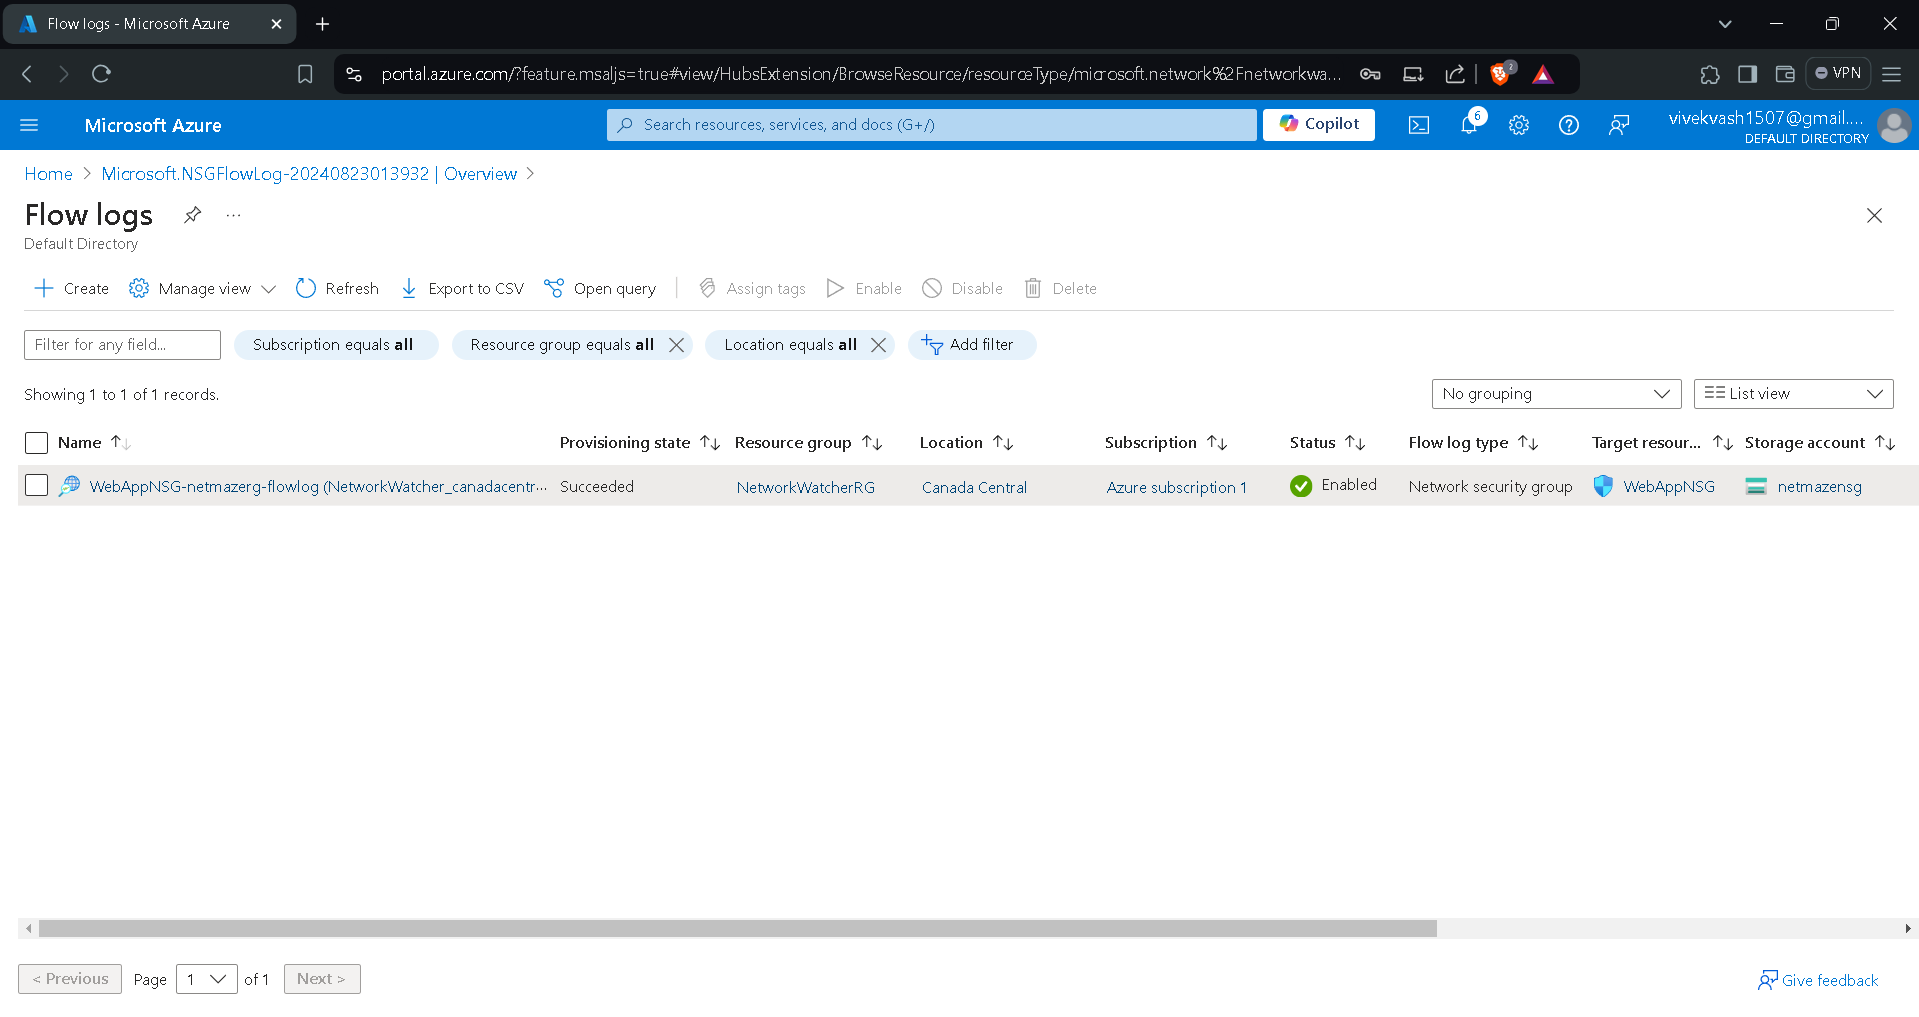 Flow logs - Microsoft Azure
portal.azure.com/?feature.msaljs=true#view/HubsExtension/BrowseResource/resourceType/microsoft.network%2Fnetworkwa...
2
VPN
Microsoft Azure
Search resources, services, and docs (G+/)
Copilot
6
vivekvash1507@gmail....
DEFAULT DIRECTORY
Home > Microsoft.NSGFlowLog-20240823013932 | Overview >
Flow logs ...
Default Directory
Create Manage view Refresh Export to CSV Open query Assign tags Enable Disable Delete
Filter for any field... Subscription equals all Resource group equals all Location equals all Add filter
Showing 1 to 1 of 1 records. No grouping List view
Name Provisioning state Resource group Location Subscription Status Flow log type Target resour... Storage account
WebAppNSG-netmazerg-flowlog (NetworkWatcher_canadacentr... Succeeded NetworkWatcherRG Canada Central Azure subscription 1 Enabled Network security group WebAppNSG netmazensg
< Previous Page 1 of 1 Next > Give feedback